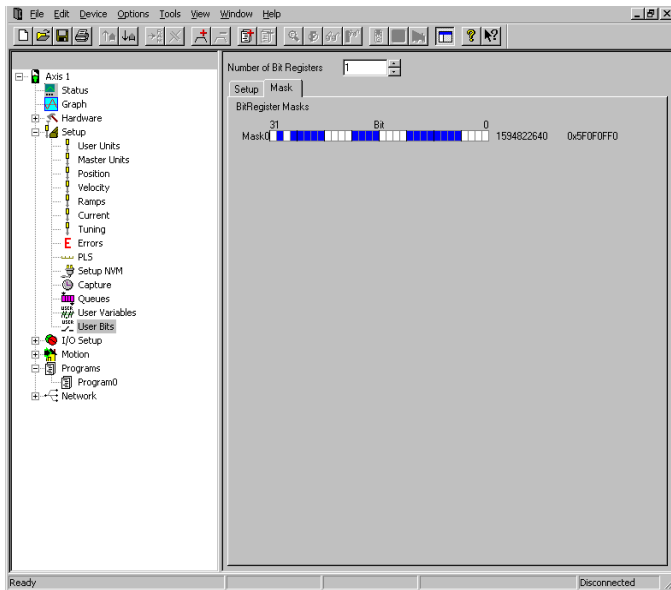 File Edit Device Options Tools View Window Help
Number of Bit Registers 1
Setup Mask
BitRegister Masks
31 Bit 0
Mask0 1594822640 0x5F0F0FF0
Axis 1
Status
Graph
Hardware
Setup
User Units
Master Units
Position
Velocity
Ramps
Current
Tuning
E Errors
PLS
Setup NVM
Capture
Queues
USER User Variables
USER User Bits
I/O Setup
Motion
Programs
Program0
Network
Ready Disconnected